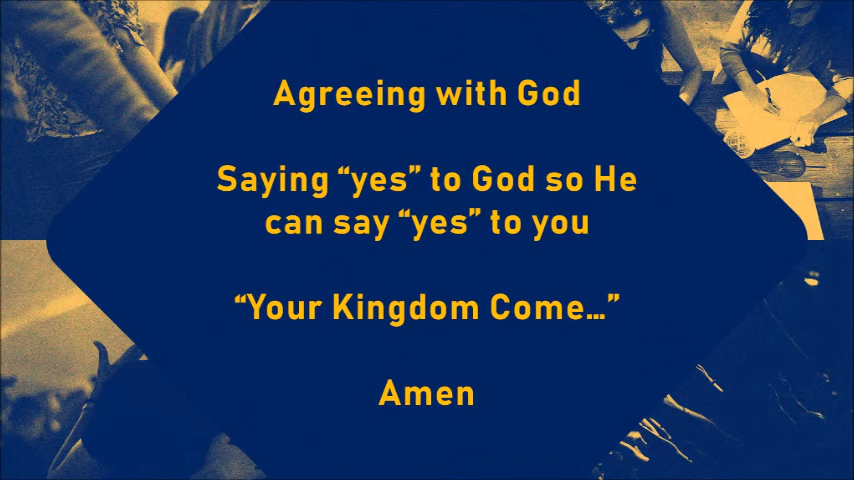 Agreeing with God
Saying “yes” to God so He
can say “yes” to you
“Your Kingdom Come...”
Amen